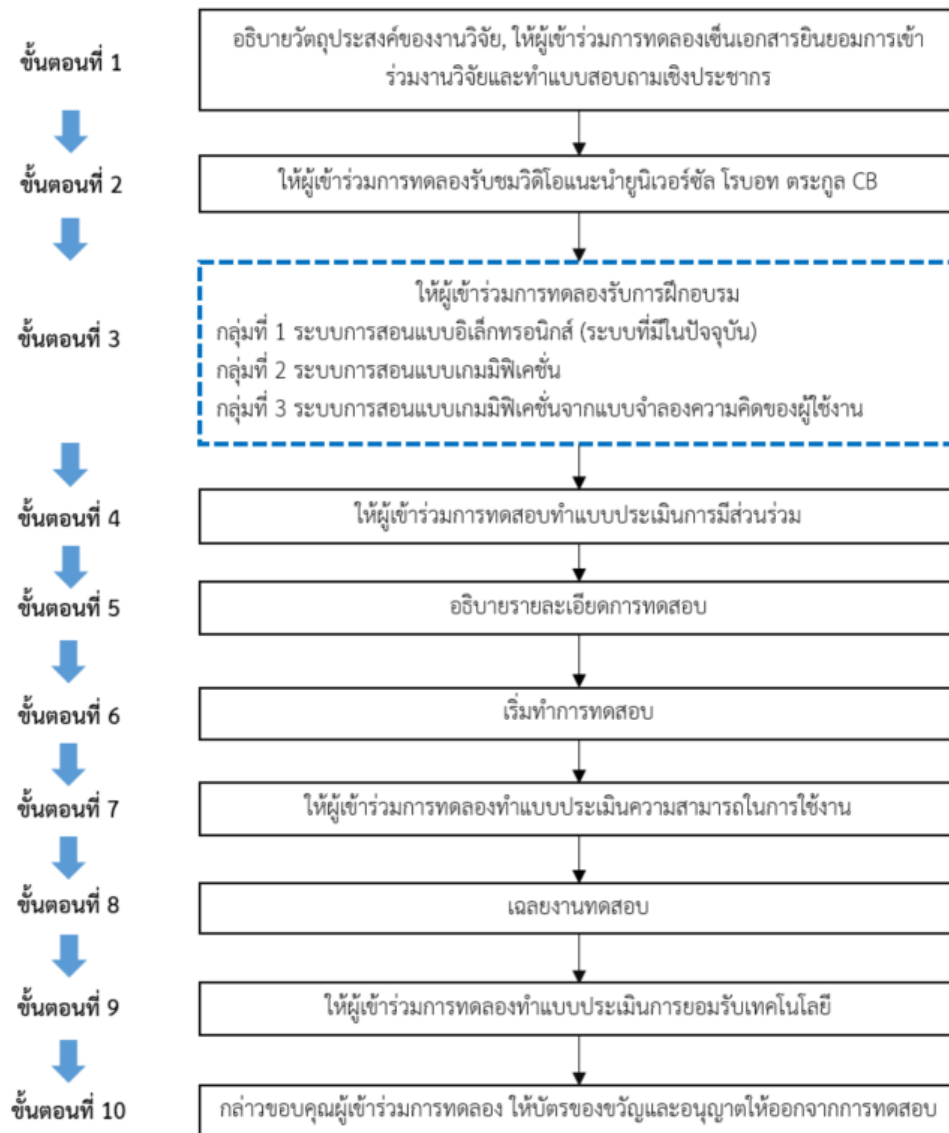 ขั้นตอนที่ 1
อธิบายวัตถุประสงค์ของงานวิจัย, ให้ผู้เข้าร่วมการทดลองเซ็นเอกสารยินยอมการเข้า
ร่วมงานวิจัยและทำแบบสอบถามเชิงประชากร
ขั้นตอนที่ 2
ให้ผู้เข้าร่วมการทดลองรับชมวิดิโอแนะนำยูนิเวอร์ซัล โรบอท ตระกูล CB
ขั้นตอนที่ 3
ให้ผู้เข้าร่วมการทดลองรับการฝึกอบรม
กลุ่มที่ 1 ระบบการสอนแบบอิเล็กทรอนิกส์ (ระบบที่มีในปัจจุบัน)
กลุ่มที่ 2 ระบบการสอนแบบเกมมิฟิเคชั่น
กลุ่มที่ 3 ระบบการสอนแบบเกมมิฟิเคชั่นจากแบบจำลองความคิดของผู้ใช้งาน
ขั้นตอนที่ 4
ให้ผู้เข้าร่วมการทดสอบทำแบบประเมินการมีส่วนร่วม
ขั้นตอนที่ 5
อธิบายรายละเอียดการทดสอบ
ขั้นตอนที่ 6
เริ่มทำการทดสอบ
ขั้นตอนที่ 7
ให้ผู้เข้าร่วมการทดลองทำแบบประเมินความสามารถในการใช้งาน
ขั้นตอนที่ 8
เฉลยงานทดสอบ
ขั้นตอนที่ 9
ให้ผู้เข้าร่วมการทดลองทำแบบประเมินการยอมรับเทคโนโลยี
ขั้นตอนที่ 10
กล่าวขอบคุณผู้เข้าร่วมการทดลอง ให้บัตรของขวัญและอนุญาตให้ออกจากการทดสอบ